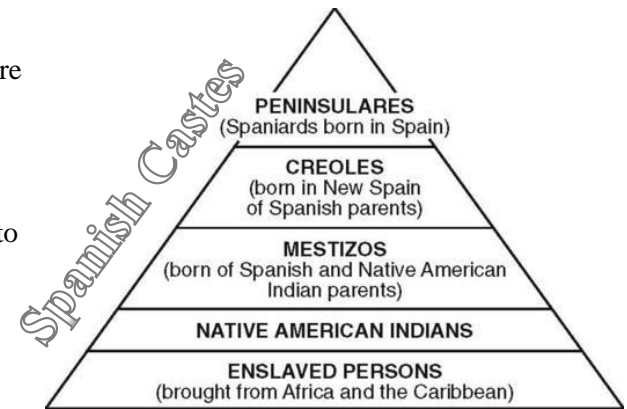 re
to
Spanish Castes
PENINSULARES
(Spaniards born in Spain)
CREOLES
(born in New Spain
of Spanish parents)
MESTIZOS
(born of Spanish and Native American
Indian parents)
NATIVE AMERICAN INDIANS
ENSLAVED PERSONS
(brought from Africa and the Caribbean)